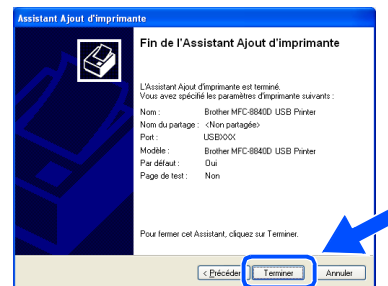 Assistant Ajout d'imprimante
Fin de l'Assistant Ajout d'imprimante
L'Assistant Ajout d'imprimante est terminé.
Vous avez spécifié les paramètres d'imprimante suivants :
Nom : Brother MFC-8840D USB Printer
Nom du partage : <Non partagée>
Port : USBXXX
Modèle : Brother MFC-8840D USB Printer
Par défaut : Oui
Page de test : Non
Pour fermer cet Assistant, cliquez sur Terminer.
< Précéder Terminer Annuler